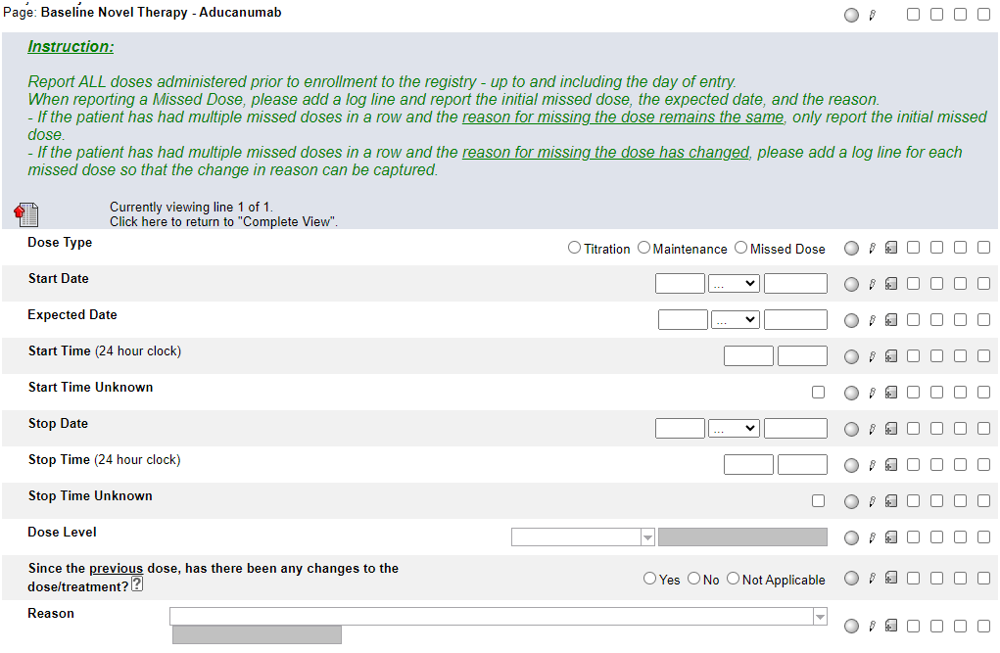 Page: Baseline Novel Therapy - Aducanumab
Instruction:
Report ALL doses administered prior to enrollment to the registry - up to and including the day of entry.
When reporting a Missed Dose, please add a log line and report the initial missed dose, the expected date, and the reason.
- If the patient has had multiple missed doses in a row and the reason for missing the dose remains the same, only report the initial missed
dose.
- If the patient has had multiple missed doses in a row and the reason for missing the dose has changed, please add a log line for each
missed dose so that the change in reason can be captured.
Currently viewing line 1 of 1.
Click here to return to "Complete View".
Dose Type
Titration Maintenance Missed Dose
Start Date
...
Expected Date
...
Start Time (24 hour clock)
Start Time Unknown
Stop Date
...
Stop Time (24 hour clock)
Stop Time Unknown
Dose Level
Since the previous dose, has there been any changes to the
dose/treatment? ?
Yes No Not Applicable
Reason